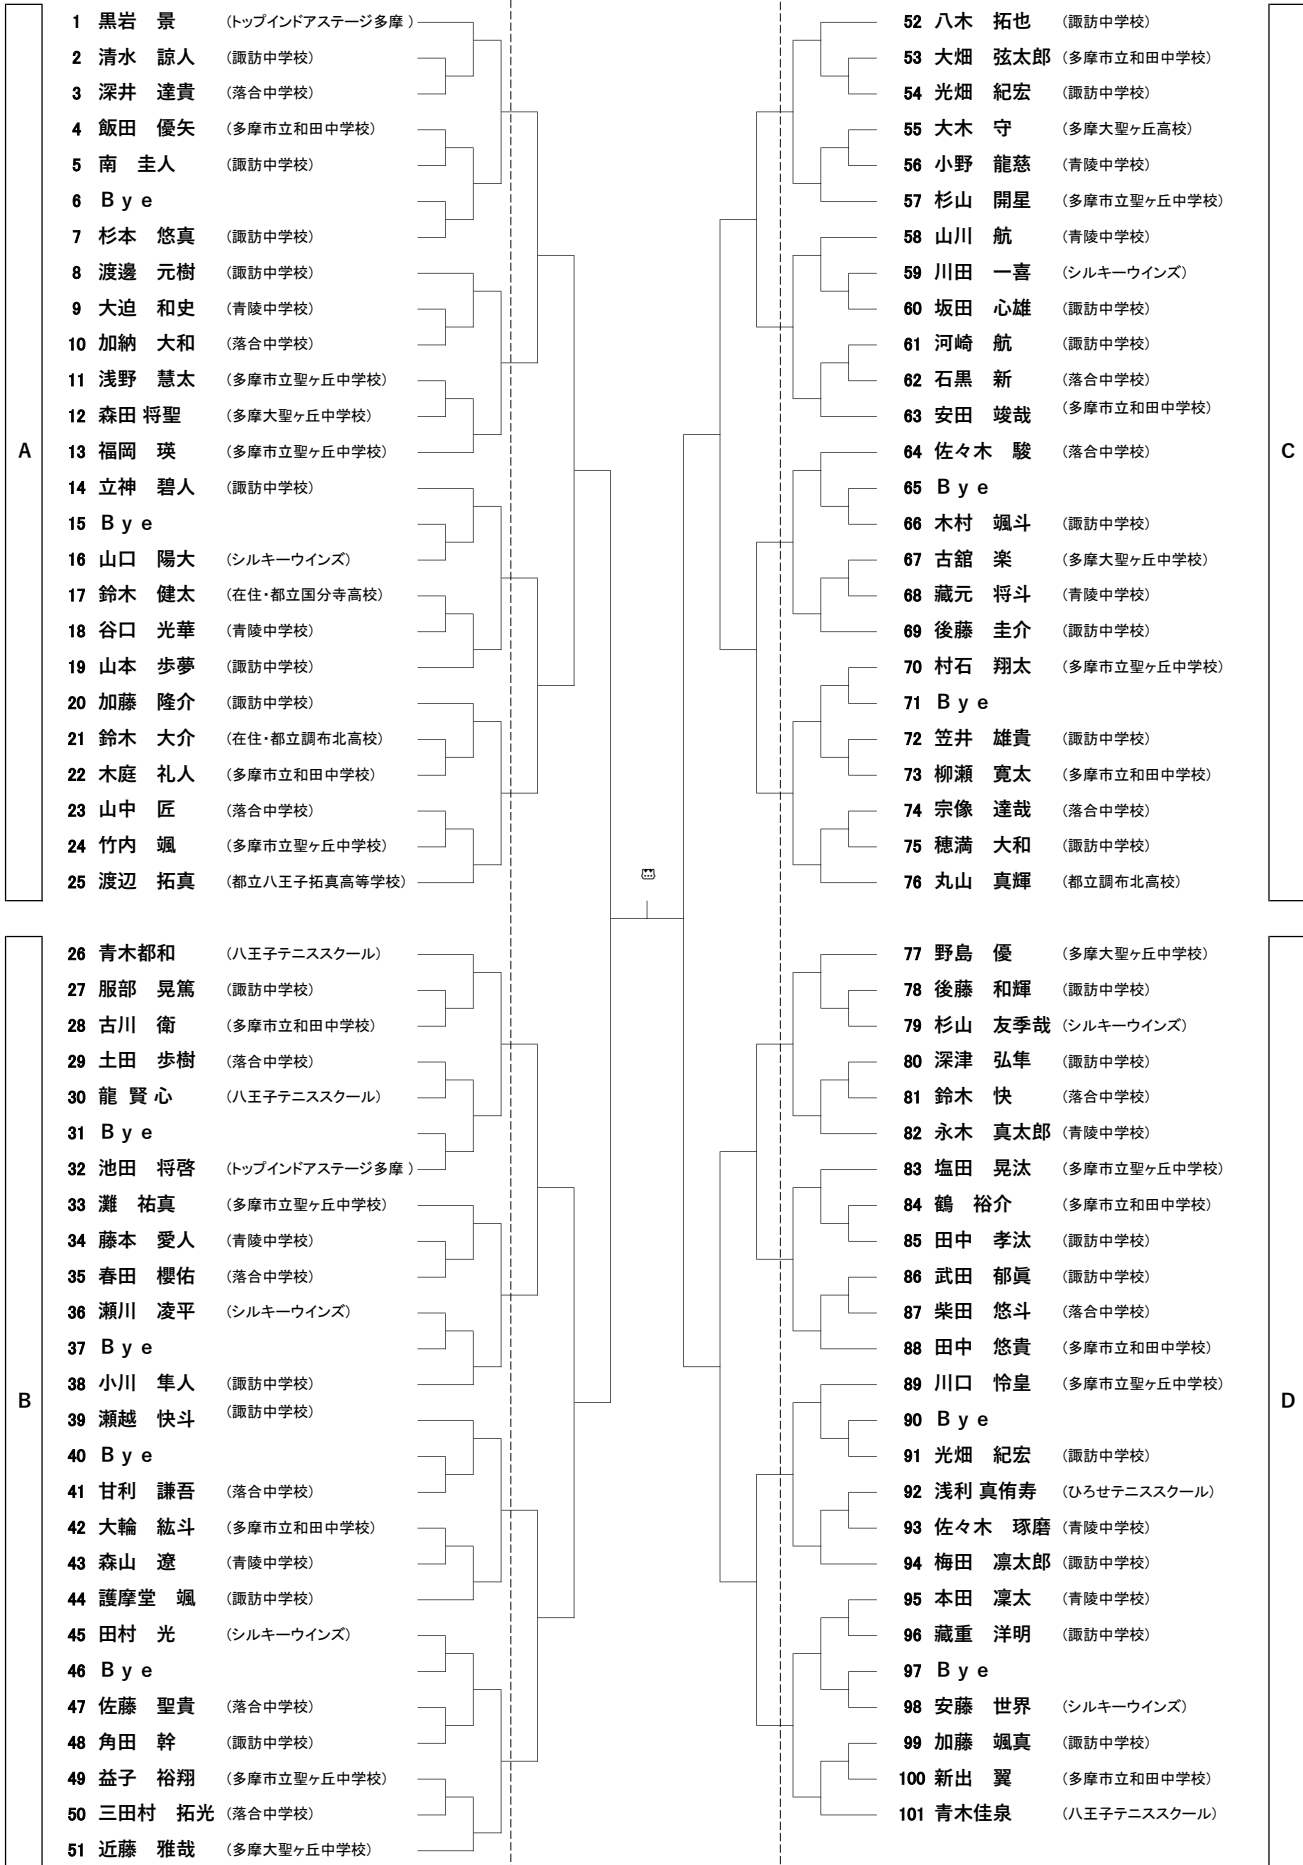 A
1 黒岩　景 (トップインドアステージ多摩 )
2 清水　諒人 (諏訪中学校)
3 深井　達貴 (落合中学校)
4 飯田　優矢 (多摩市立和田中学校)
5 南　圭人 (諏訪中学校)
6 Bye
7 杉本　悠真 (諏訪中学校)
8 渡邊　元樹 (諏訪中学校)
9 大迫　和史 (青陵中学校)
10 加納　大和 (落合中学校)
11 浅野　慧太 (多摩市立聖ヶ丘中学校)
12 森田 将聖 (多摩大聖ヶ丘中学校)
13 福岡　瑛 (多摩市立聖ヶ丘中学校)
14 立神　碧人 (諏訪中学校)
15 Bye
16 山口　陽大 (シルキーウインズ)
17 鈴木　健太 (在住・都立国分寺高校)
18 谷口　光華 (青陵中学校)
19 山本　歩夢 (諏訪中学校)
20 加藤　隆介 (諏訪中学校)
21 鈴木　大介 (在住・都立調布北高校)
22 木庭　礼人 (多摩市立和田中学校)
23 山中　匠 (落合中学校)
24 竹内　颯 (多摩市立聖ヶ丘中学校)
25 渡辺　拓真 (都立八王子拓真高等学校)
B
26 青木都和 (八王子テニススクール)
27 服部　晃篤 (諏訪中学校)
28 古川　衛 (多摩市立和田中学校)
29 土田　歩樹 (落合中学校)
30 龍 賢心 (八王子テニススクール)
31 Bye
32 池田　将啓 (トップインドアステージ多摩 )
33 灘　祐真 (多摩市立聖ヶ丘中学校)
34 藤本　愛人 (青陵中学校)
35 春田　櫻佑 (落合中学校)
36 瀬川　凌平 (シルキーウインズ)
37 Bye
38 小川　隼人 (諏訪中学校)
39 瀬越　快斗 (諏訪中学校)
40 Bye
41 甘利　謙吾 (落合中学校)
42 大輪　紘斗 (多摩市立和田中学校)
43 森山　遼 (青陵中学校)
44 護摩堂　颯 (諏訪中学校)
45 田村　光 (シルキーウインズ)
46 Bye
47 佐藤　聖貴 (落合中学校)
48 角田　幹 (諏訪中学校)
49 益子　裕翔 (多摩市立聖ヶ丘中学校)
50 三田村　拓光 (落合中学校)
51 近藤　雅哉 (多摩大聖ヶ丘中学校)
C
52 八木　拓也 (諏訪中学校)
53 大畑　弦太郎 (多摩市立和田中学校)
54 光畑　紀宏 (諏訪中学校)
55 大木　守 (多摩大聖ヶ丘高校)
56 小野　龍慈 (青陵中学校)
57 杉山　開星 (多摩市立聖ヶ丘中学校)
58 山川　航 (青陵中学校)
59 川田　一喜 (シルキーウインズ)
60 坂田　心雄 (諏訪中学校)
61 河崎　航 (諏訪中学校)
62 石黒　新 (落合中学校)
63 安田　竣哉 (多摩市立和田中学校)
64 佐々木　駿 (落合中学校)
65 Bye
66 木村　颯斗 (諏訪中学校)
67 古舘　楽 (多摩大聖ヶ丘中学校)
68 藏元　将斗 (青陵中学校)
69 後藤　圭介 (諏訪中学校)
70 村石　翔太 (多摩市立聖ヶ丘中学校)
71 Bye
72 笠井　雄貴 (諏訪中学校)
73 柳瀬　寛太 (多摩市立和田中学校)
74 宗像　達哉 (落合中学校)
75 穂満　大和 (諏訪中学校)
76 丸山　真輝 (都立調布北高校)
D
77 野島　優 (多摩大聖ヶ丘中学校)
78 後藤　和輝 (諏訪中学校)
79 杉山　友季哉 (シルキーウインズ)
80 深津　弘隼 (諏訪中学校)
81 鈴木　快 (落合中学校)
82 永木　真太郎 (青陵中学校)
83 塩田　晃汰 (多摩市立聖ヶ丘中学校)
84 鶴　裕介 (多摩市立和田中学校)
85 田中　孝汰 (諏訪中学校)
86 武田　郁眞 (諏訪中学校)
87 柴田　悠斗 (落合中学校)
88 田中　悠貴 (多摩市立和田中学校)
89 川口　怜皇 (多摩市立聖ヶ丘中学校)
90 Bye
91 光畑　紀宏 (諏訪中学校)
92 浅利 真侑寿 (ひろせテニススクール)
93 佐々木　琢磨 (青陵中学校)
94 梅田　凛太郎 (諏訪中学校)
95 本田　凜太 (青陵中学校)
96 藏重　洋明 (諏訪中学校)
97 Bye
98 安藤　世界 (シルキーウインズ)
99 加藤　颯真 (諏訪中学校)
100 新出　翼 (多摩市立和田中学校)
101 青木佳泉 (八王子テニススクール)